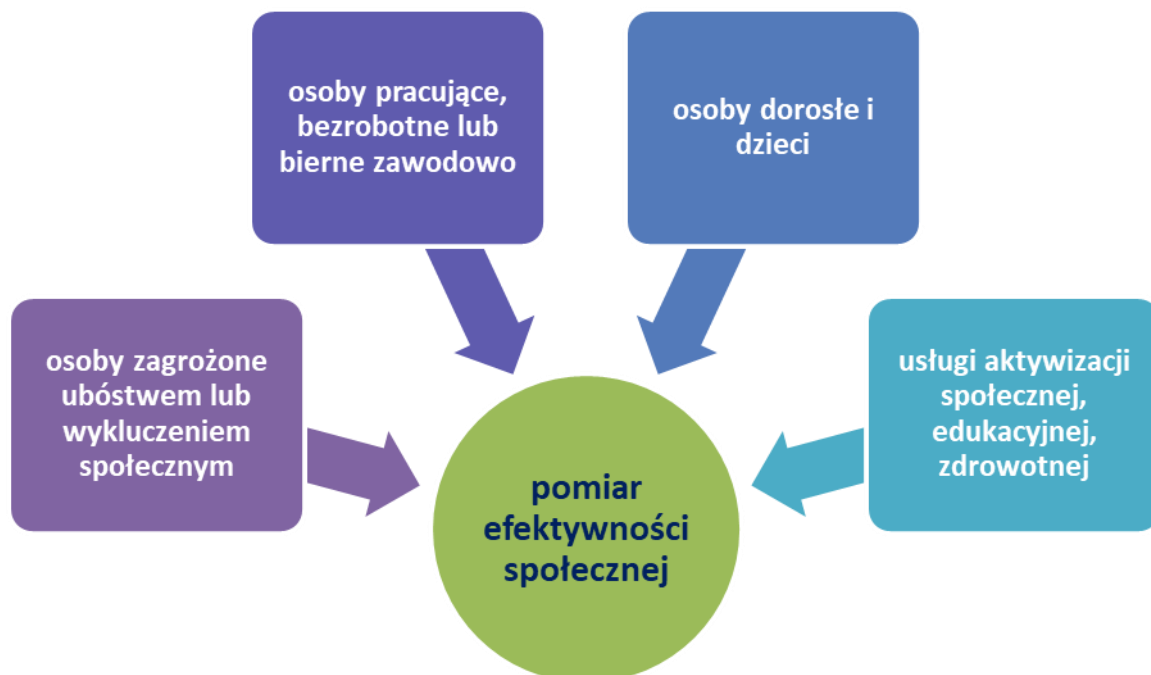 osoby pracujące,
bezrobotne lub
bierne zawodowo
osoby dorosłe i
dzieci
osoby zagrożone
ubóstwem lub
wykluczeniem
społecznym
usługi aktywizacji
społecznej,
edukacyjnej,
zdrowotnej
pomiar
efektywności
społecznej